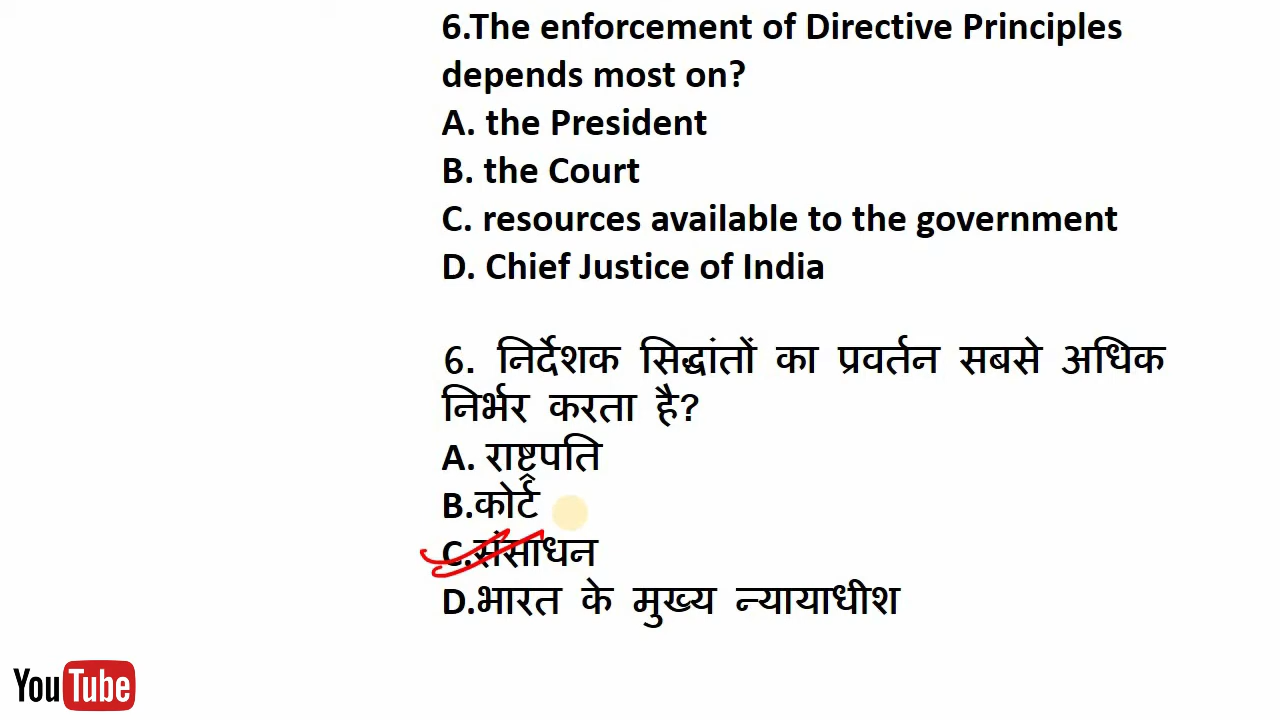 6.The enforcement of Directive Principles
depends most on?
A. the President
B. the Court
C. resources available to the government
D. Chief Justice of India
6. निर्देशक सिद्धांतों का प्रवर्तन सबसे अधिक
निर्भर करता है?
A. राष्ट्रपति
B.कोर्ट
C.संसाधन
D.भारत के मुख्य न्यायाधीश
YouTube